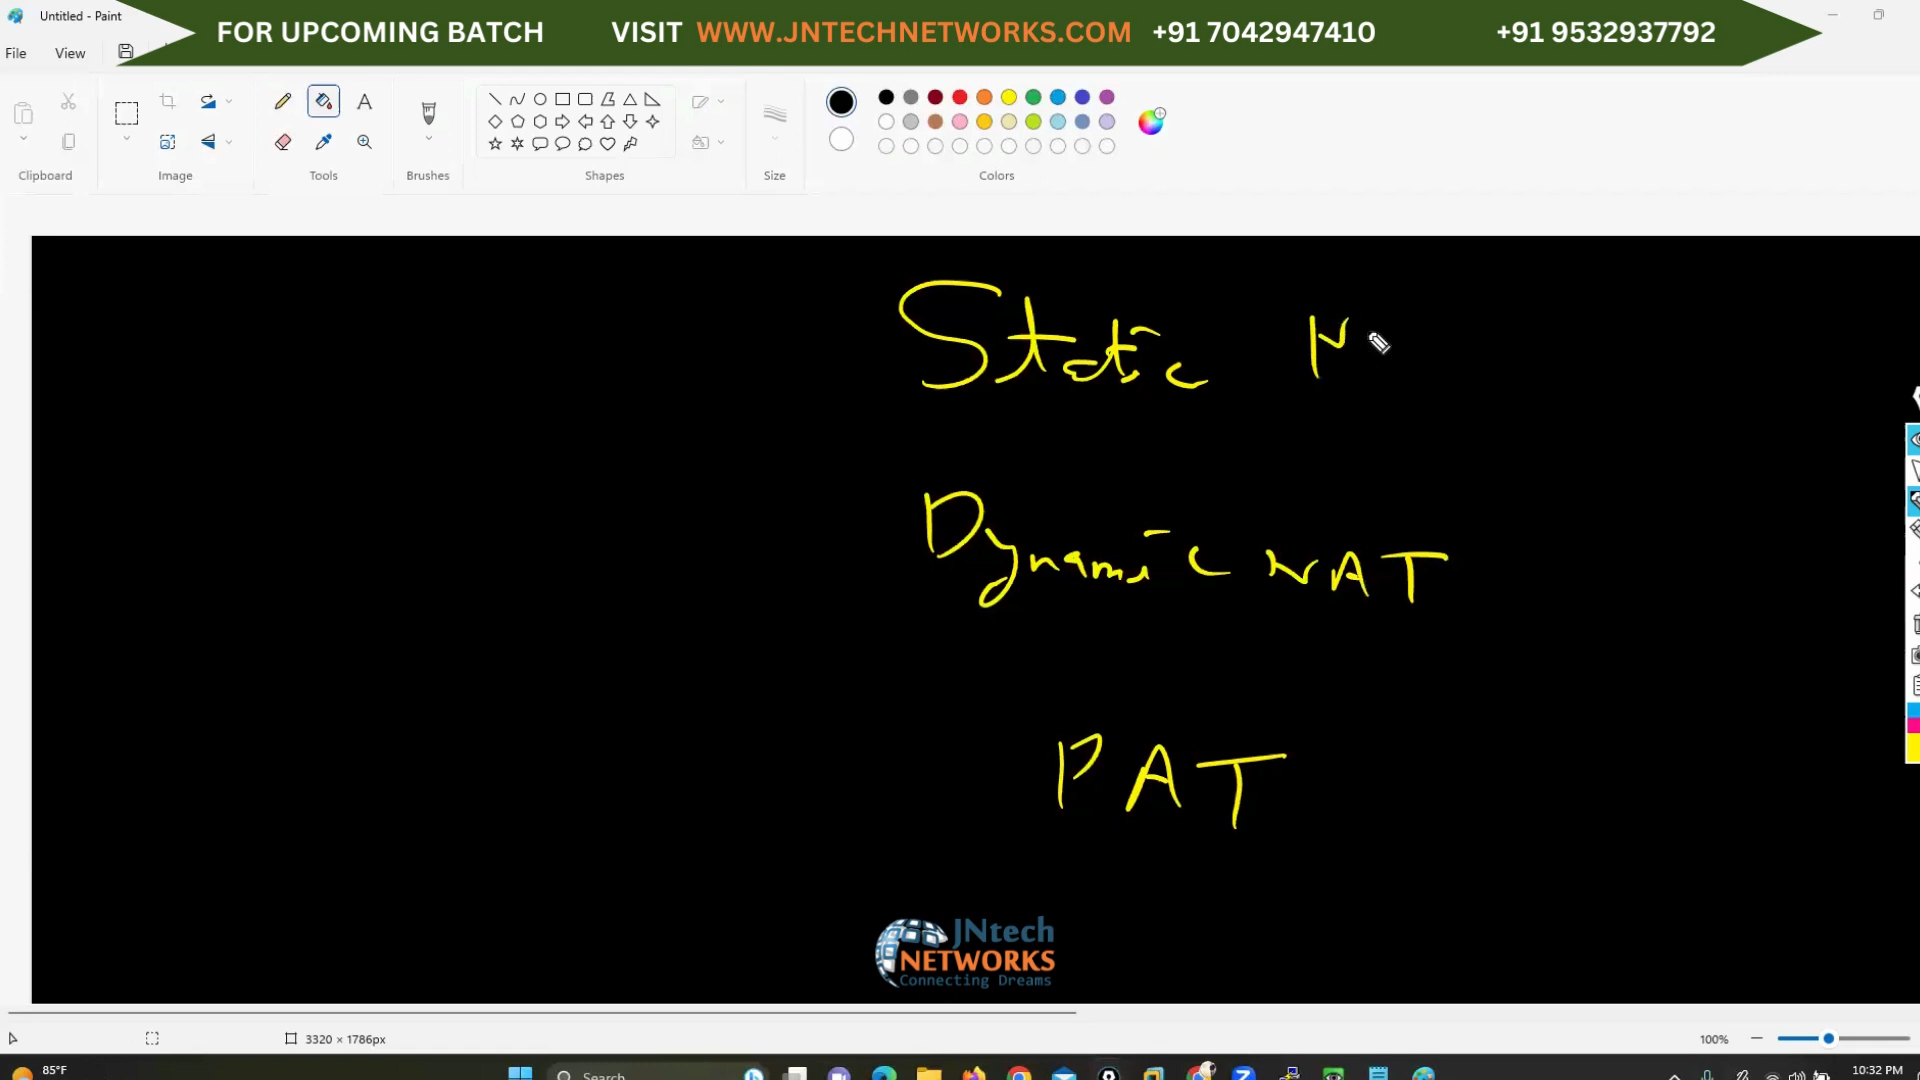 Untitled - Paint
FOR UPCOMING BATCH VISIT WWW.JNTECHNETWORKS.COM +91 7042947410 +91 9532937792
File View
A
Clipboard Image Tools Brushes Shapes Size Colors
Static N
Dynamic NAT
PAT
JNtech
NETWORKS
Connecting Dreams
3320 × 1786px 100%
85°F
Search
10:32 PM